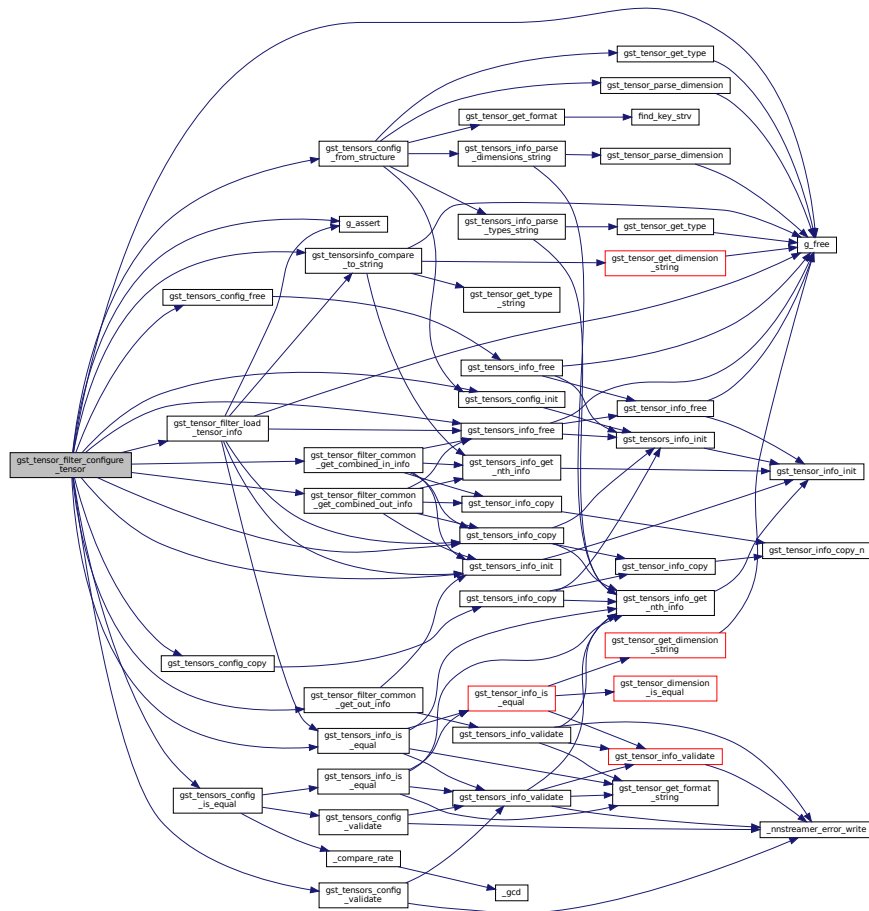 gst_tensor_get_type
gst_tensor_parse_dimension
gst_tensor_get_format
find_key_strv
gst_tensors_config
_from_structure
gst_tensors_info_parse
_dimensions_string
gst_tensor_parse_dimension
g_assert
gst_tensors_info_parse
_types_string
gst_tensor_get_type
g_free
gst_tensorsinfo_compare
_to_string
gst_tensor_get_dimension
_string
gst_tensors_config_free
gst_tensor_get_type
_string
gst_tensors_info_free
gst_tensors_config_init
gst_tensor_info_free
gst_tensor_filter_load
_tensor_info
gst_tensors_info_free
gst_tensors_info_init
gst_tensor_filter_configure
_tensor
gst_tensor_filter_common
_get_combined_in_info
gst_tensors_info_get
_nth_info
gst_tensor_info_init
gst_tensor_filter_common
_get_combined_out_info
gst_tensors_info_copy
gst_tensors_info_copy
gst_tensor_info_copy_n
gst_tensors_info_init
gst_tensor_info_copy
gst_tensors_info_copy
gst_tensors_info_get
_nth_info
gst_tensors_config_copy
gst_tensor_get_dimension
_string
gst_tensor_filter_common
_get_out_info
gst_tensor_info_is
_equal
gst_tensor_dimension
_is_equal
gst_tensors_info_is
_equal
gst_tensors_info_validate
gst_tensor_info_validate
gst_tensors_config
_is_equal
gst_tensors_info_is
_equal
gst_tensors_info_validate
gst_tensor_get_format
_string
gst_tensors_config
_validate
_nnstreamer_error_write
_compare_rate
gst_tensors_config
_validate
_gcd